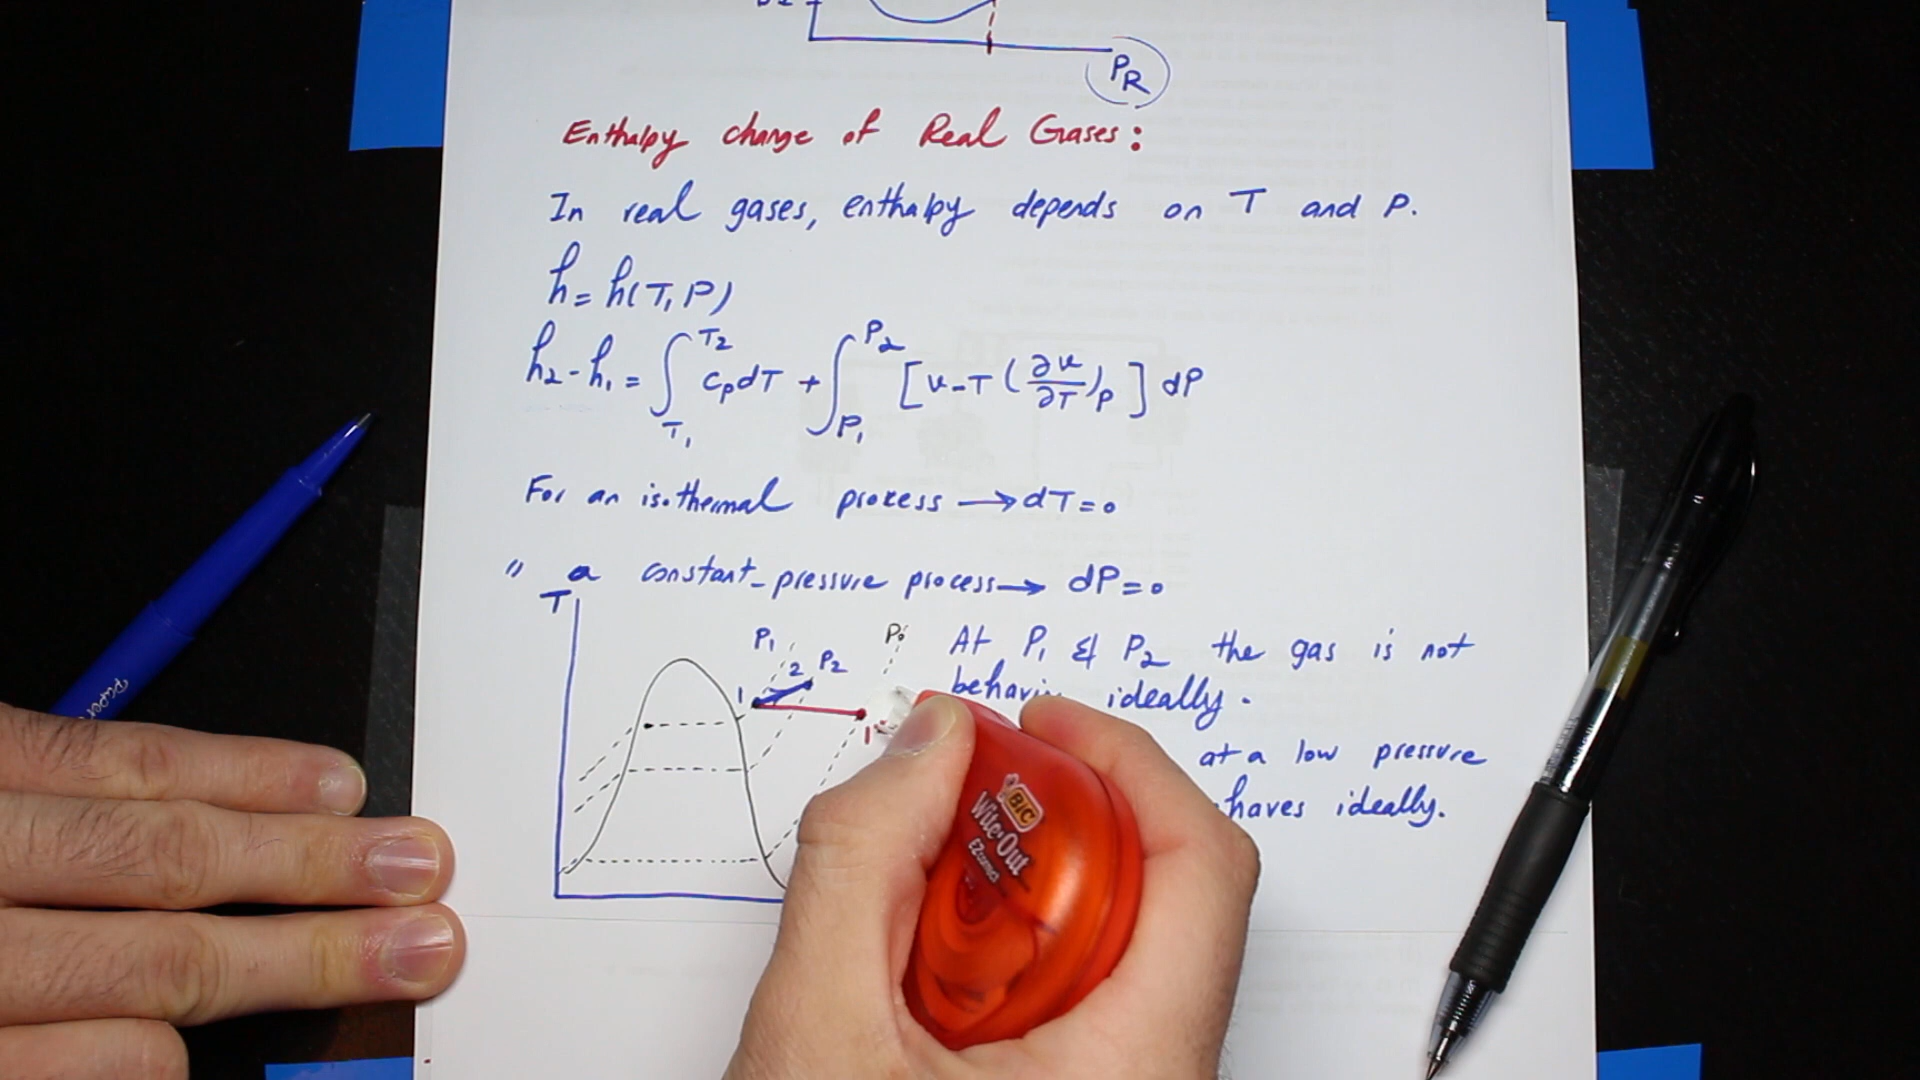 P_R
Enthalpy change of Real Gases:
In real gases, enthalpy depends on T and P.
h = h(T, P)
h₂ - h₁ = ∫_{T₁}^{T₂} c_p dT + ∫_{P₁}^{P₂} [v - T (∂v/∂T)_P] dP
For an isothermal process → dT = 0
" a constant-pressure process → dP = 0
T
P₁ 2 P₂ P₀
1
1
At P₁ & P₂ the gas is not
ideally.
at a low pressure
ideally.
BIC
Wite-Out
EZcorrect
Paper